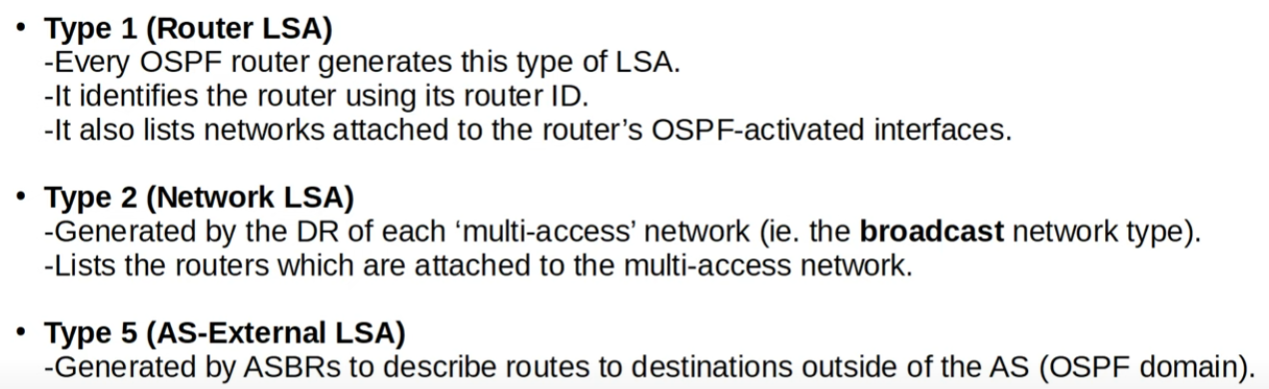 • Type 1 (Router LSA)
-Every OSPF router generates this type of LSA.
-It identifies the router using its router ID.
-It also lists networks attached to the router’s OSPF-activated interfaces.
• Type 2 (Network LSA)
-Generated by the DR of each ‘multi-access’ network (ie. the broadcast network type).
-Lists the routers which are attached to the multi-access network.
• Type 5 (AS-External LSA)
-Generated by ASBRs to describe routes to destinations outside of the AS (OSPF domain).